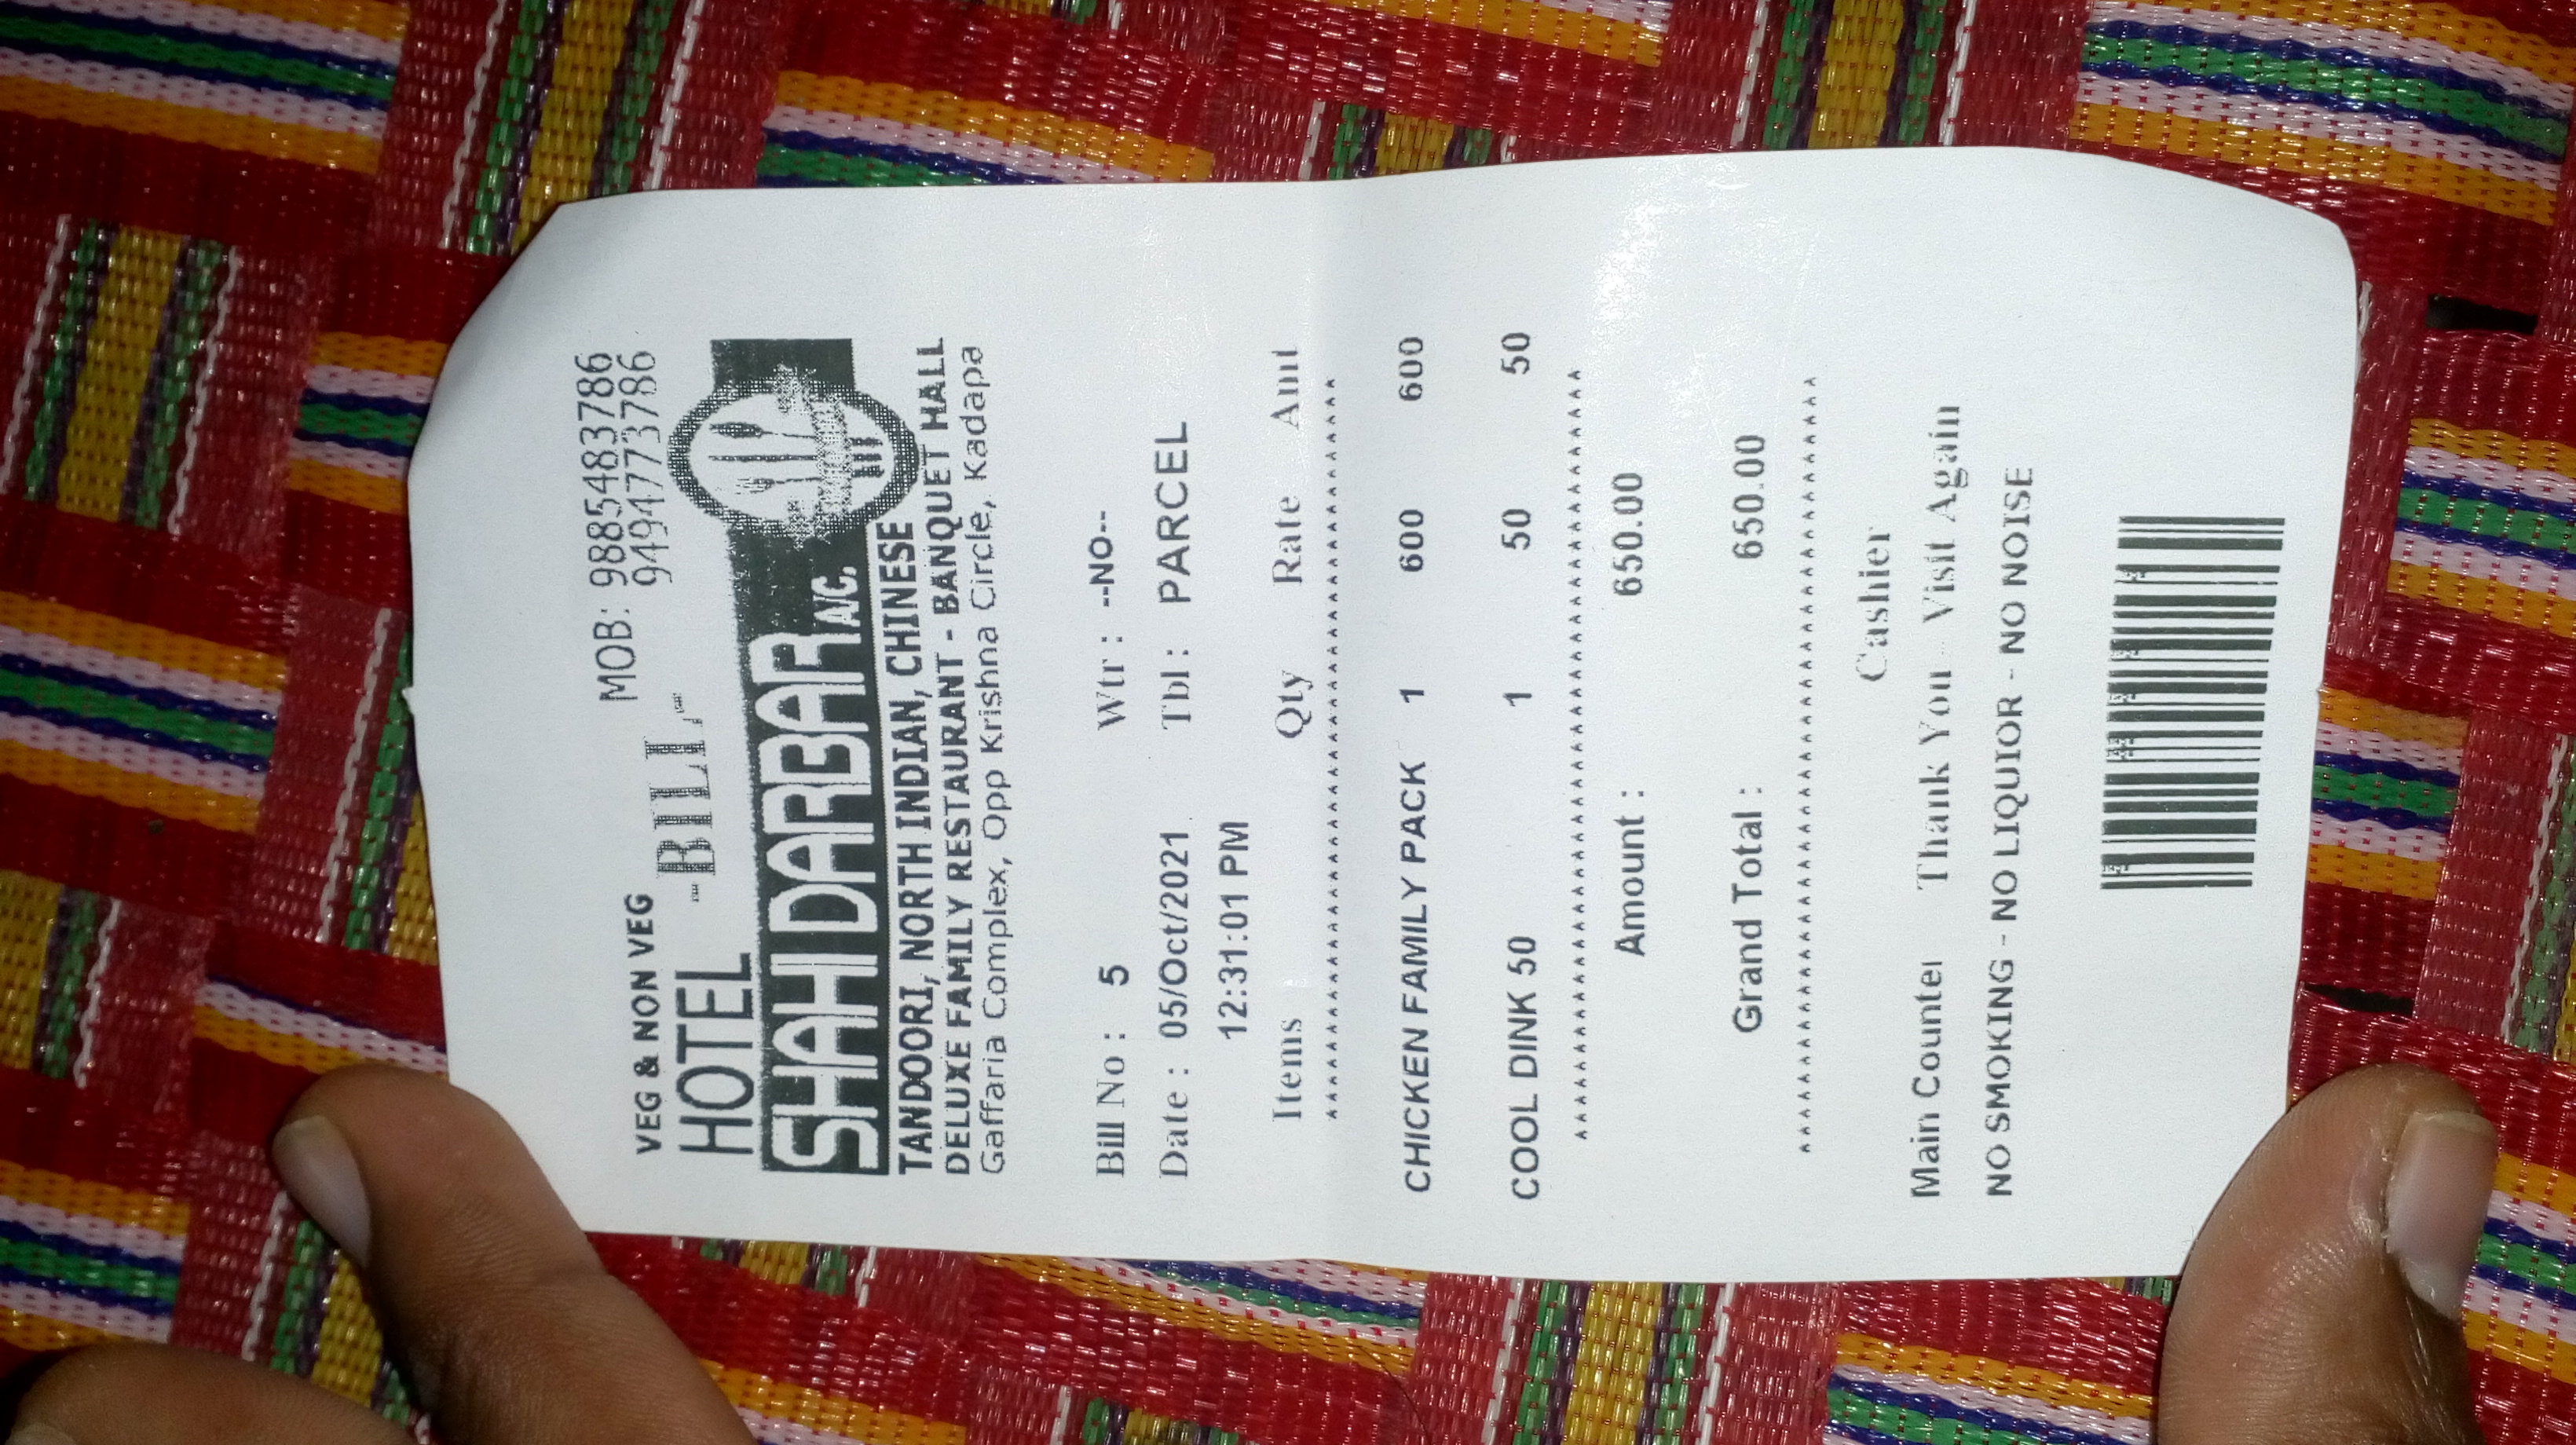 MOB: 9885483786
9494773786
VEG & NON VEG
-BILL-
HOTEL
SHAH DARBAR A/C.
TANDOORI, NORTH INDIAN, CHINESE
DELUXE FAMILY RESTAURANT - BANQUET HALL
Gaffaria Complex, Opp Krishna Circle, Kadapa
Bill No : 5 Wtr : --NO--
Date : 05/Oct/2021 Tbl : PARCEL
12:31:01 PM
Items Qty Rate Amt
CHICKEN FAMILY PACK 1 600 600
COOL DINK 50 1 50 50
Amount : 650.00
Grand Total : 650.00
Cashier
Main Counter Thank You Visit Again
NO SMOKING - NO LIQUIOR - NO NOISE